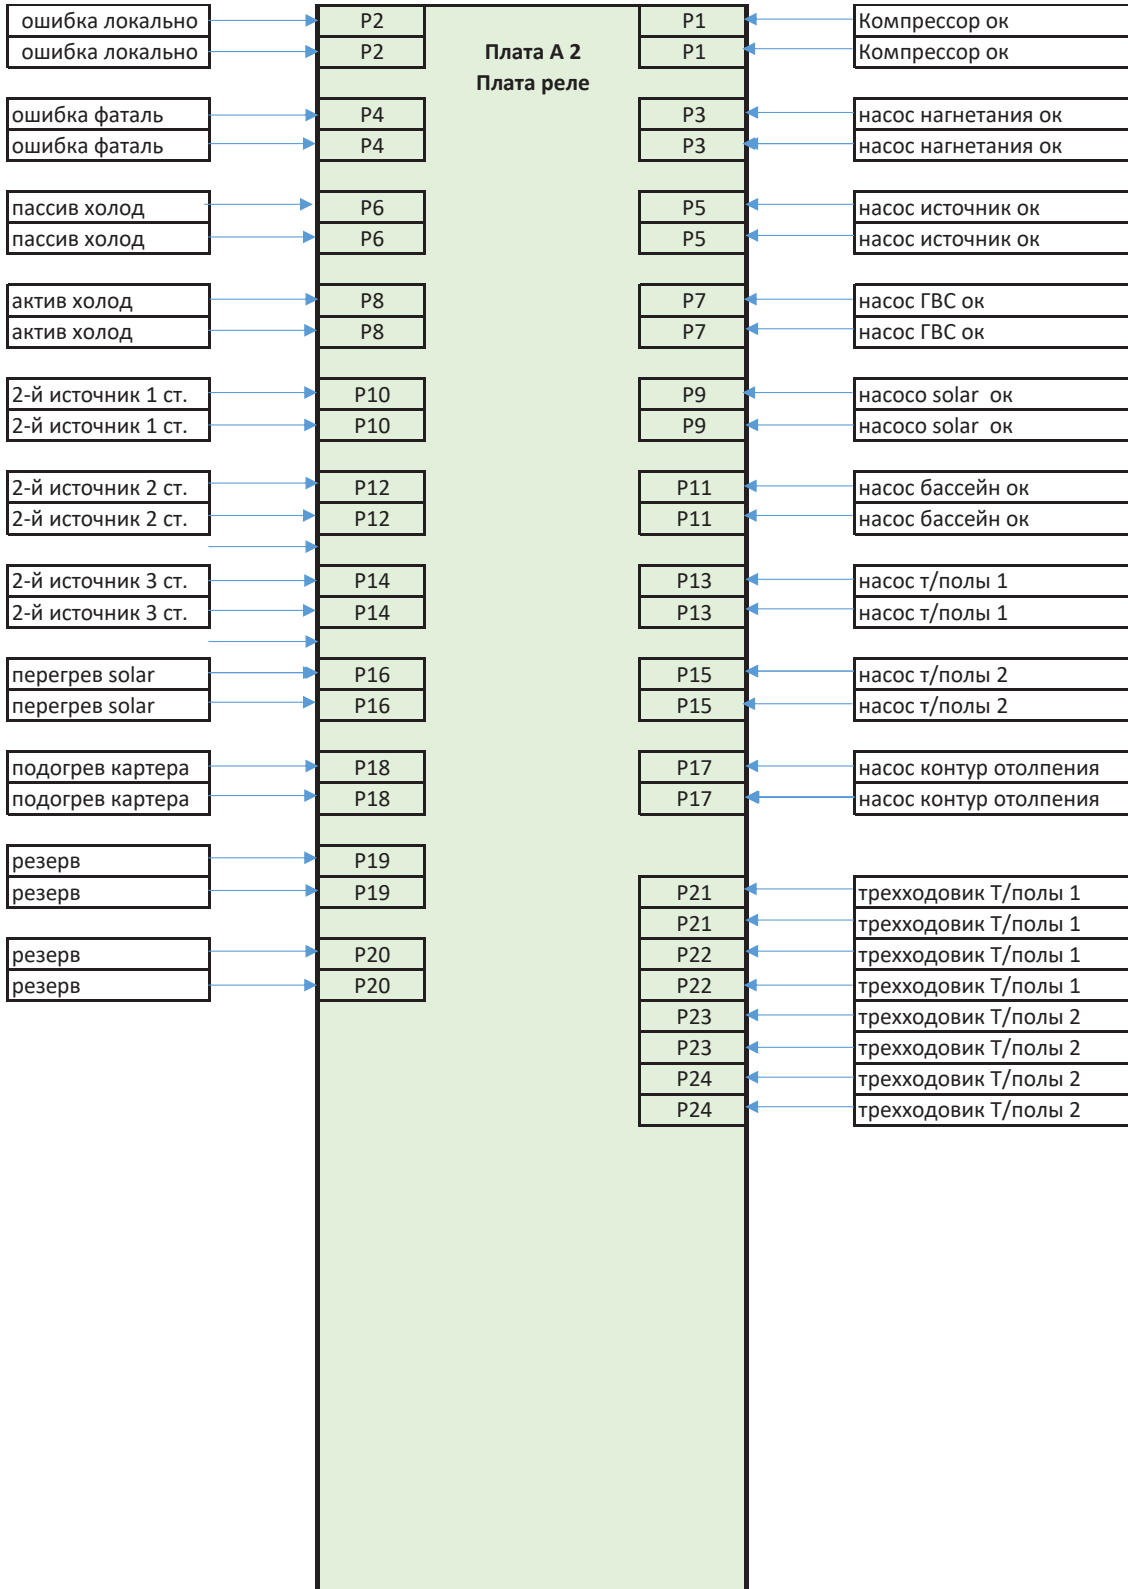 ошибка локально P2 P1 Компрессор ок
ошибка локально P2 Плата А 2 P1 Компрессор ок
Плата реле
ошибка фаталь P4 P3 насос нагнетания ок
ошибка фаталь P4 P3 насос нагнетания ок
пассив холод P6 P5 насос источник ок
пассив холод P6 P5 насос источник ок
актив холод P8 P7 насос ГВС ок
актив холод P8 P7 насос ГВС ок
2-й источник 1 ст. P10 P9 насосо solar ок
2-й источник 1 ст. P10 P9 насосо solar ок
2-й источник 2 ст. P12 P11 насос бассейн ок
2-й источник 2 ст. P12 P11 насос бассейн ок
2-й источник 3 ст. P14 P13 насос т/полы 1
2-й источник 3 ст. P14 P13 насос т/полы 1
перегрев solar P16 P15 насос т/полы 2
перегрев solar P16 P15 насос т/полы 2
подогрев картера P18 P17 насос контур отолпения
подогрев картера P18 P17 насос контур отолпения
резерв P19
резерв P19 P21 трехходовик Т/полы 1
P21 трехходовик Т/полы 1
резерв P20 P22 трехходовик Т/полы 1
резерв P20 P22 трехходовик Т/полы 1
P23 трехходовик Т/полы 2
P23 трехходовик Т/полы 2
P24 трехходовик Т/полы 2
P24 трехходовик Т/полы 2